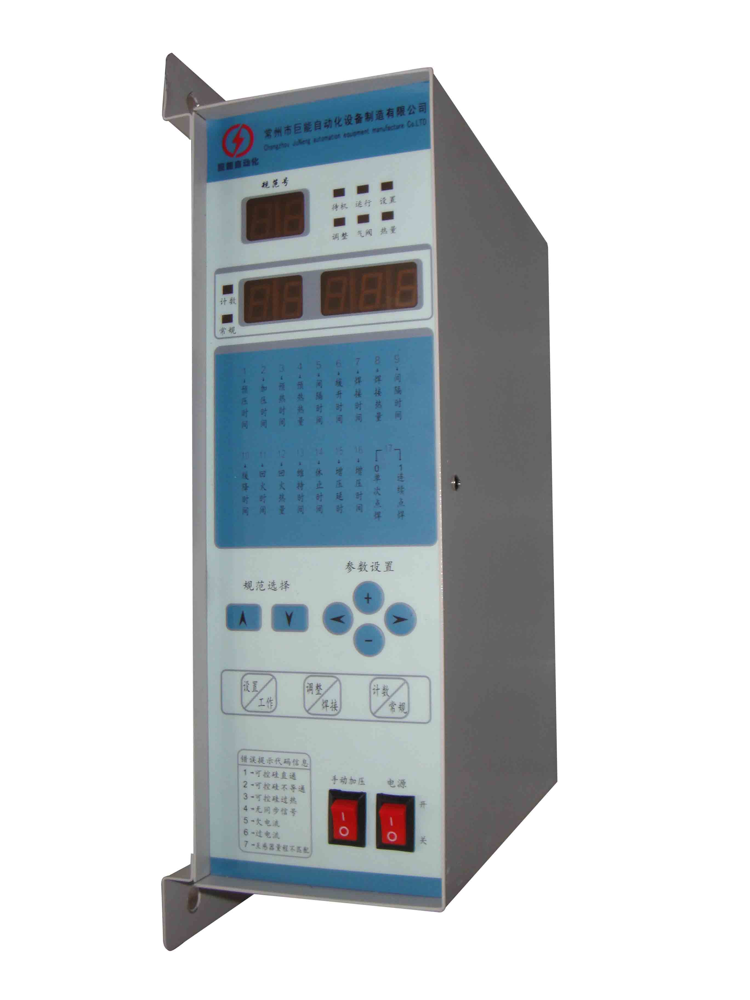 常州市巨能自动化设备制造有限公司
Changzhou JuNeng automation equipment manufacture Co.LTD
巨能自动化
规范号
待机 运行 设置
调整 气阀 热量
计数
常规
1 预压时间
2 加压时间
3 预热时间
4 预热热量
5 间隔时间
6 缓升时间
7 焊接时间
8 焊接热量
9 间隔时间
10 缓降时间
11 回火时间
12 回火热量
13 维持时间
14 休止时间
15 增压延时
16 增压时间
17
0 单次点焊
1 连续点焊
参数设置
规范选择
+
-
设置/工作
调整/焊接
计数/常规
错误提示代码信息
1→可控硅直通
2→可控硅不导通
3→可控硅过热
4→无同步信号
5→欠电流
6→过电流
7→互感器量程不匹配
手动加压 电源
开
关